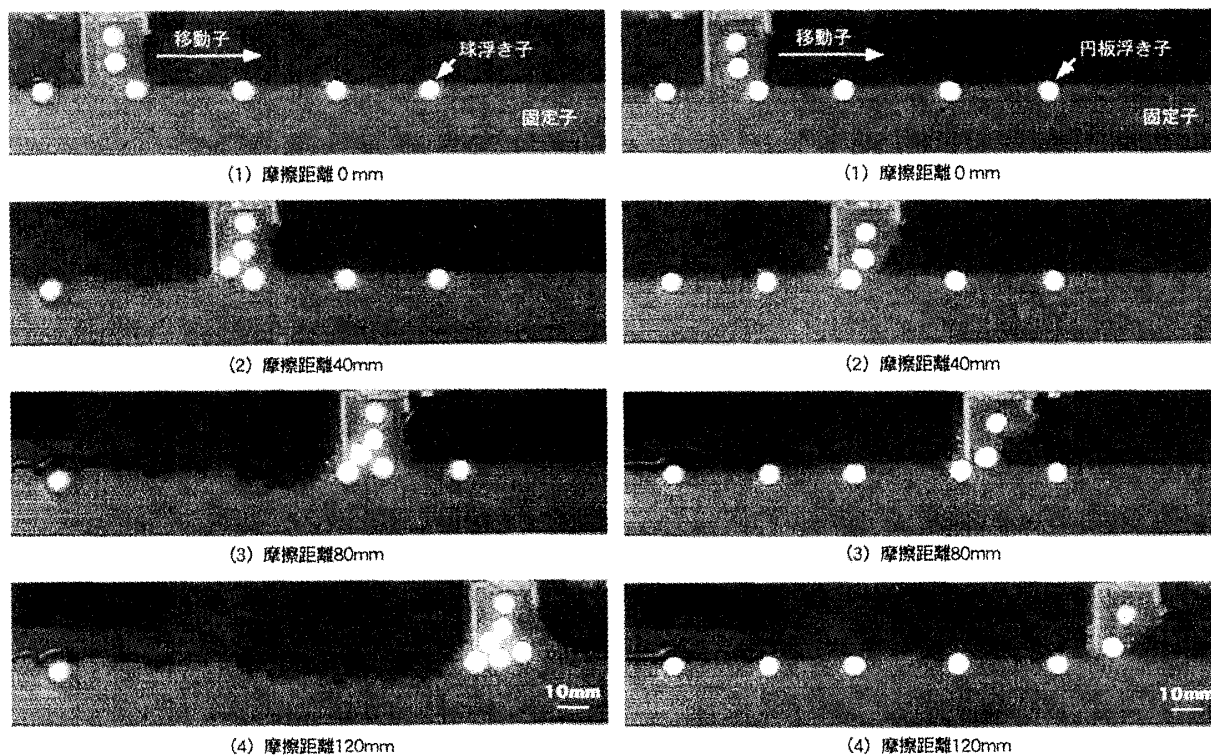 移動子
球浮き子
固定子
(1) 摩擦距離 0 mm
(2) 摩擦距離40mm
(3) 摩擦距離80mm
10mm
(4) 摩擦距離120mm
移動子
円板浮き子
固定子
(1) 摩擦距離 0 mm
(2) 摩擦距離40mm
(3) 摩擦距離80mm
10mm
(4) 摩擦距離120mm